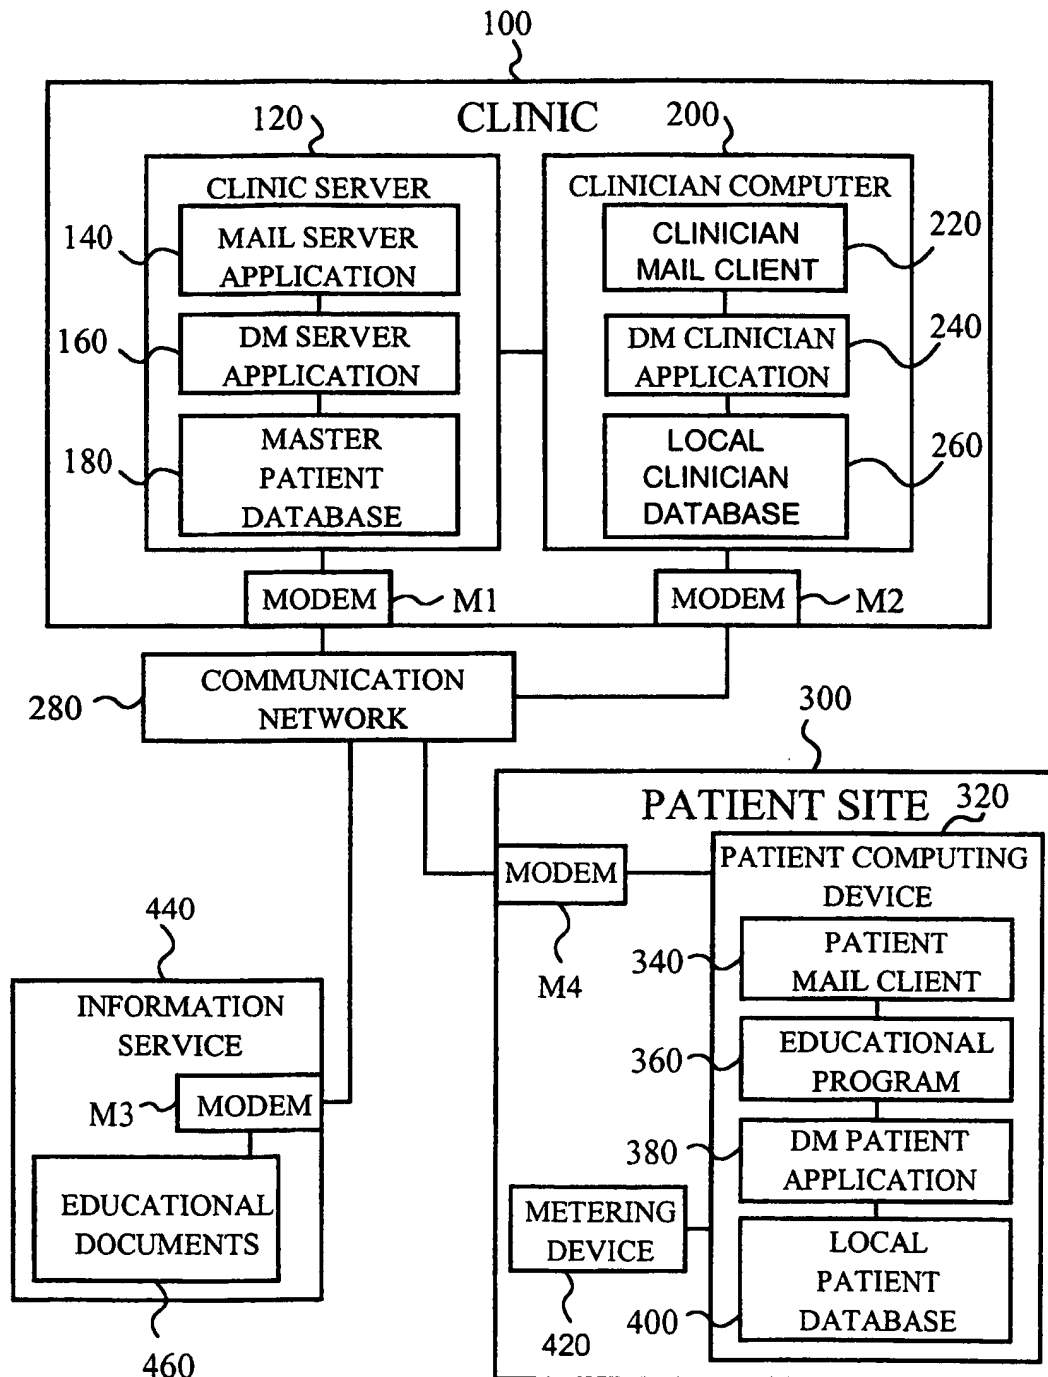 100
CLINIC
120
200
CLINIC SERVER
CLINICIAN COMPUTER
140
MAIL SERVER
APPLICATION
CLINICIAN
MAIL CLIENT
220
160
DM SERVER
APPLICATION
DM CLINICIAN
APPLICATION
240
180
MASTER
PATIENT
DATABASE
LOCAL
CLINICIAN
DATABASE
260
MODEM
M1
MODEM
M2
280
COMMUNICATION
NETWORK
300
PATIENT SITE
320
MODEM
M4
PATIENT COMPUTING
DEVICE
340
PATIENT
MAIL CLIENT
360
EDUCATIONAL
PROGRAM
380
DM PATIENT
APPLICATION
400
LOCAL
PATIENT
DATABASE
METERING
DEVICE
420
440
INFORMATION
SERVICE
M3
MODEM
EDUCATIONAL
DOCUMENTS
460